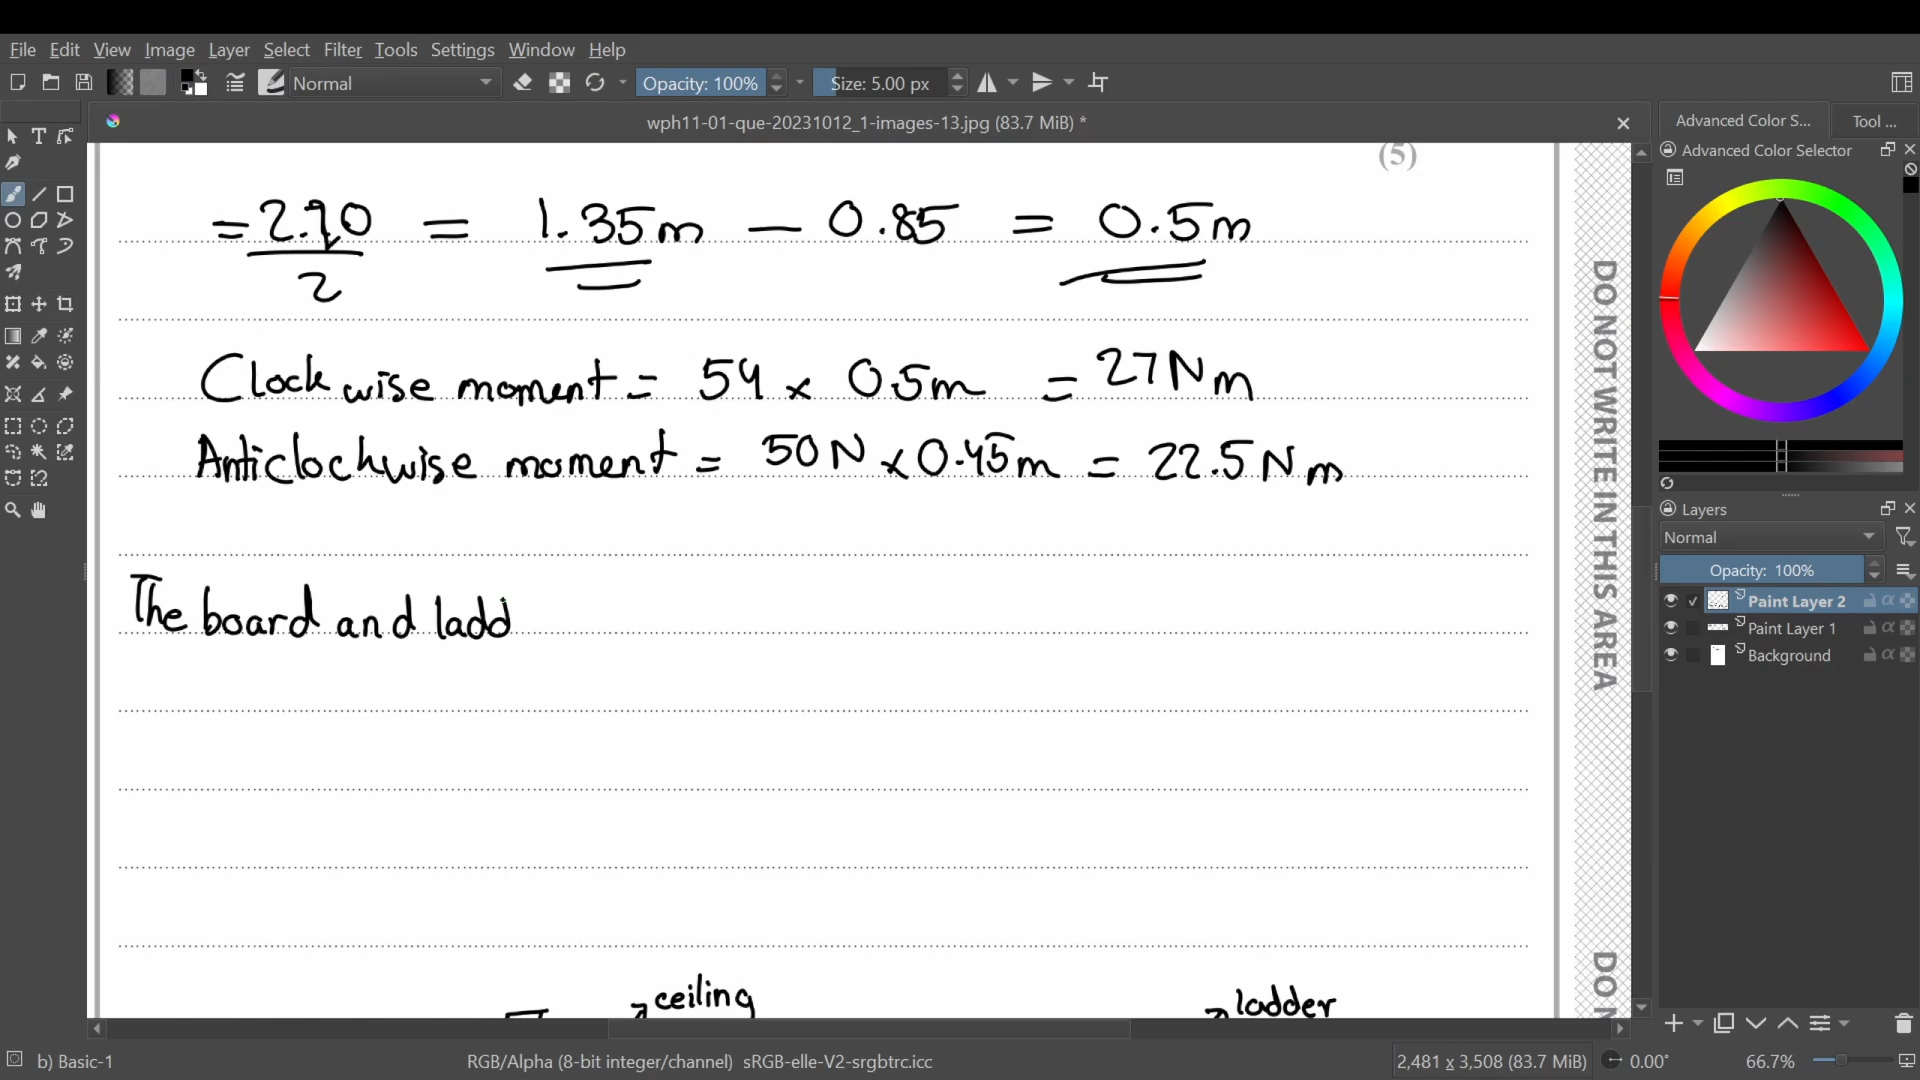 File Edit View Image Layer Select Filter Tools Settings Window Help
Normal Opacity: 100% Size: 5.00 px
wph11-01-que-20231012_1-images-13.jpg (83.7 MiB) *
Advanced Color S... Tool ...
Advanced Color Selector
(5)
= 2.70 = 1.35m — 0.85 = 0.5m
2
Clockwise moment = 54 x 0.5m = 27Nm
Anticlockwise moment = 50N x 0.45m = 22.5Nm
The board and ladd
ceiling
ladder
DO NOT WRITE IN THIS AREA
DO N
Layers
Normal
Opacity: 100%
Paint Layer 2
Paint Layer 1
Background
b) Basic-1 RGB/Alpha (8-bit integer/channel) sRGB-elle-V2-srgbtrc.icc 2,481 x 3,508 (83.7 MiB) 0.00° 66.7%